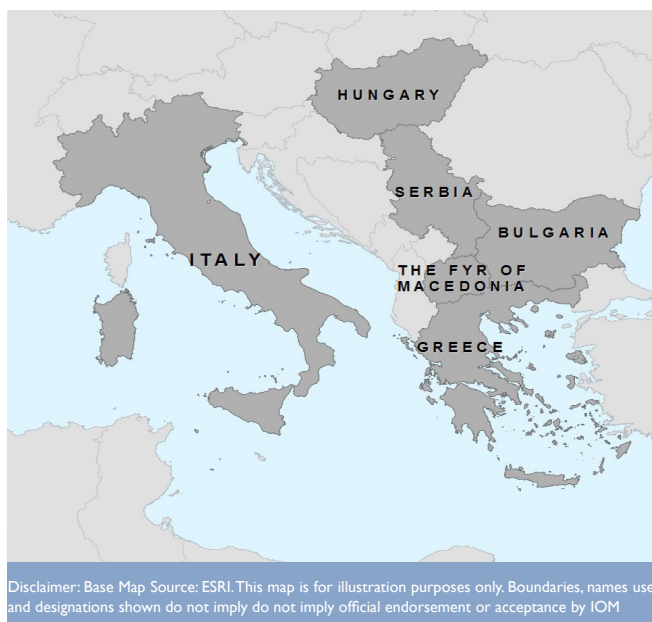 HUNGARY
SERBIA
BULGARIA
ITALY
THE FYR OF
MACEDONIA
GREECE
Disclaimer: Base Map Source: ESRI. This map is for illustration purposes only. Boundaries, names use
and designations shown do not imply do not imply official endorsement or acceptance by IOM